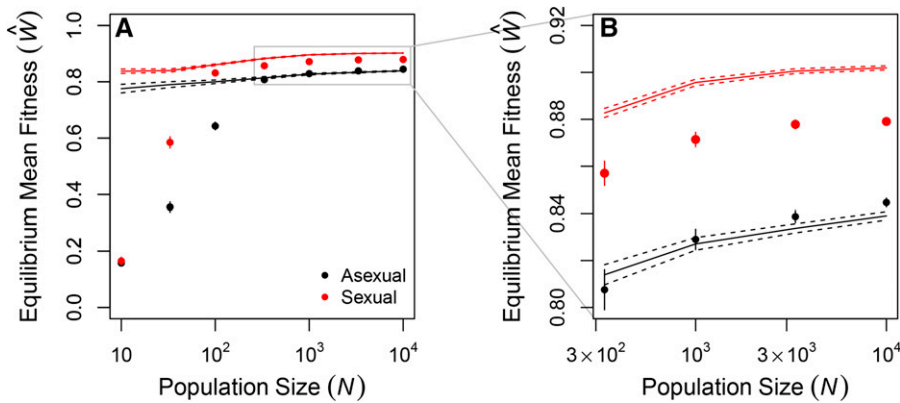 A
Equilibrium Mean Fitness (Ŵ)
1.0
0.8
0.6
0.4
0.2
0.0
Asexual
Sexual
10 10² 10³ 10⁴
Population Size (N)
B
Equilibrium Mean Fitness (Ŵ)
0.92
0.88
0.84
0.80
3×10² 10³ 3×10³ 10⁴
Population Size (N)